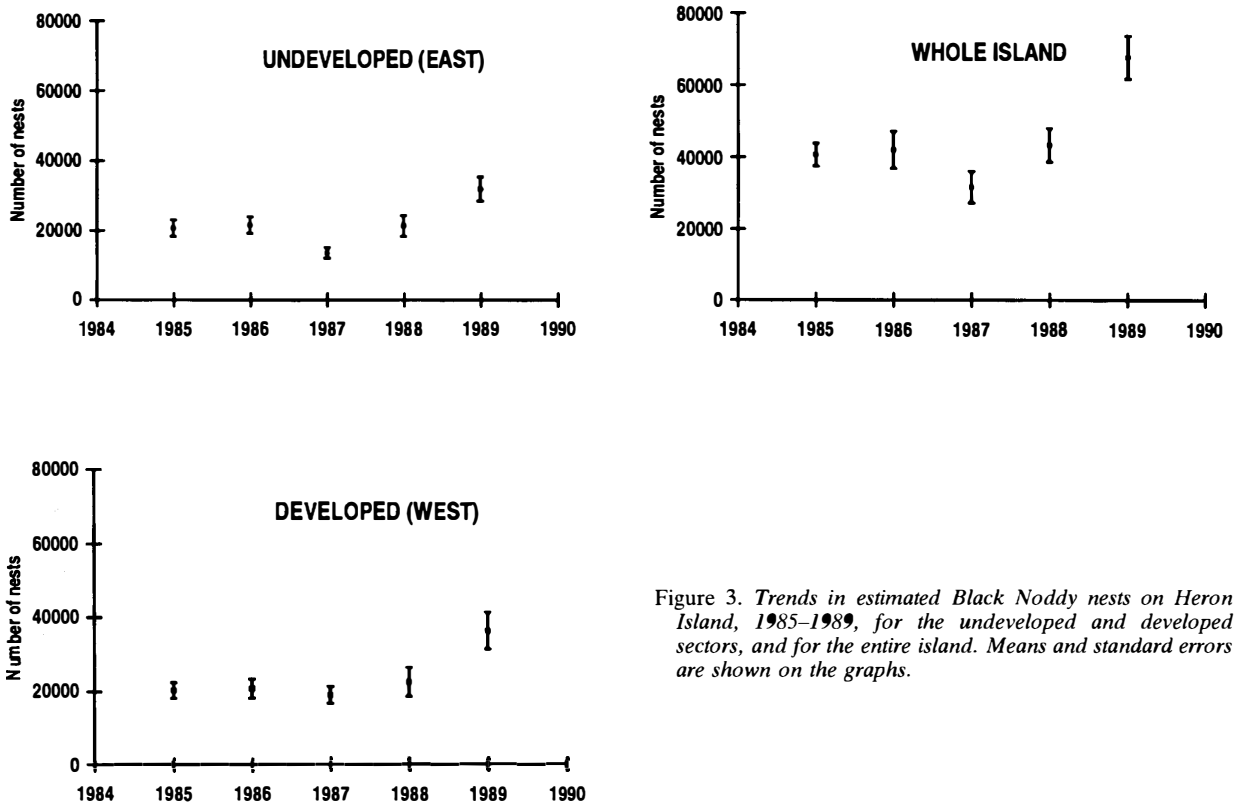 UNDEVELOPED (EAST)
Number of nests
80000
60000
40000
20000
0
1984 1985 1986 1987 1988 1989 1990
WHOLE ISLAND
Number of nests
80000
60000
40000
20000
0
1984 1985 1986 1987 1988 1989 1990
DEVELOPED (WEST)
Number of nests
80000
60000
40000
20000
0
1984 1985 1986 1987 1988 1989 1990
Figure 3. Trends in estimated Black Noddy nests on Heron
Island, 1985–1989, for the undeveloped and developed
sectors, and for the entire island. Means and standard errors
are shown on the graphs.